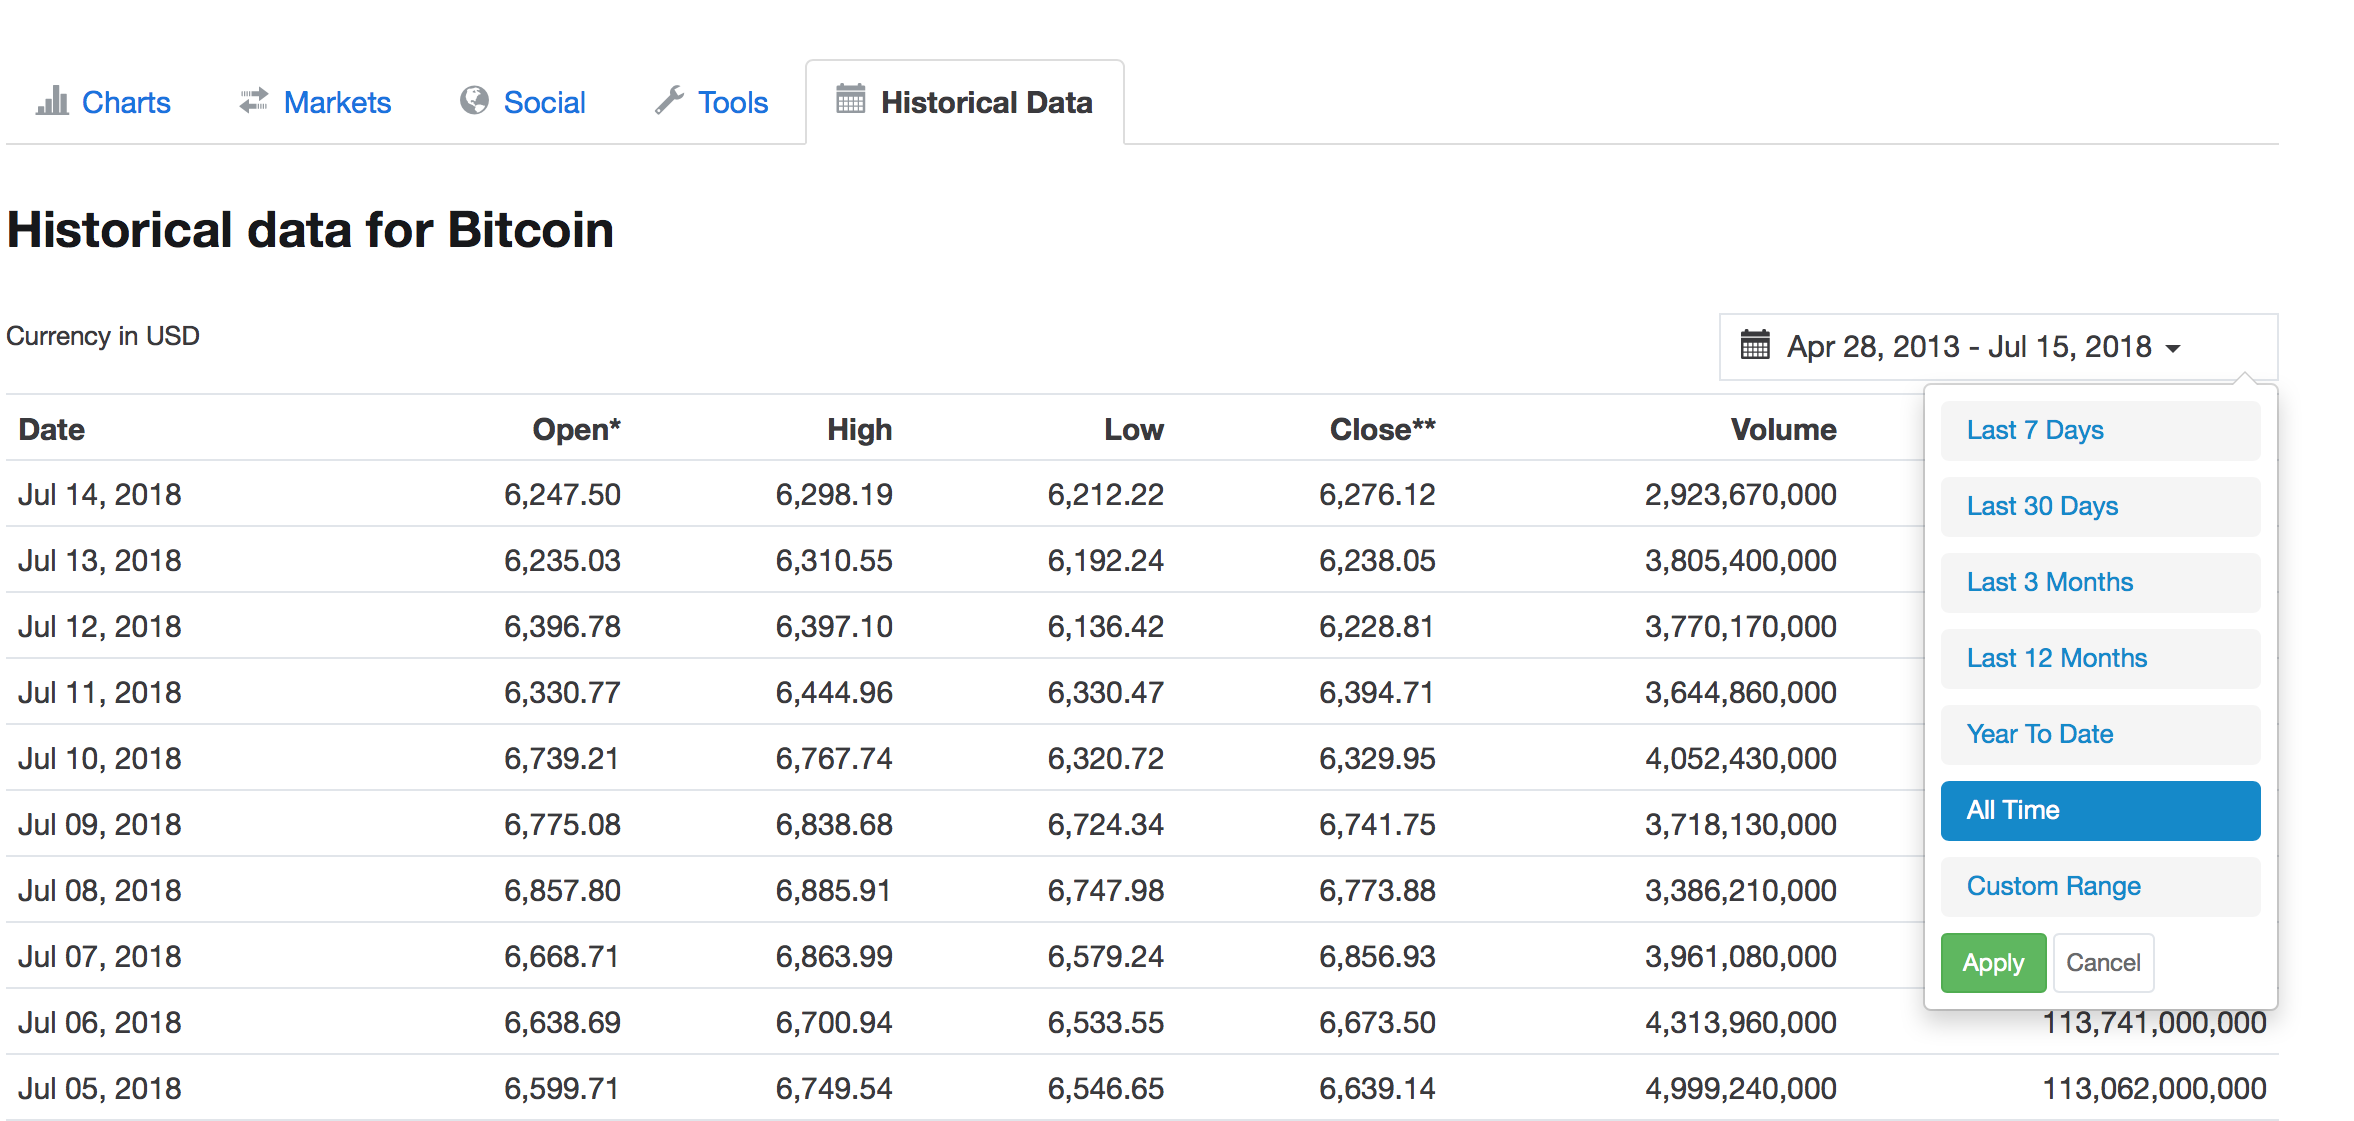 Charts Markets Social Tools Historical Data
Historical data for Bitcoin
Currency in USD
Apr 28, 2013 - Jul 15, 2018
Date Open* High Low Close** Volume
Jul 14, 2018 6,247.50 6,298.19 6,212.22 6,276.12 2,923,670,000
Jul 13, 2018 6,235.03 6,310.55 6,192.24 6,238.05 3,805,400,000
Jul 12, 2018 6,396.78 6,397.10 6,136.42 6,228.81 3,770,170,000
Jul 11, 2018 6,330.77 6,444.96 6,330.47 6,394.71 3,644,860,000
Jul 10, 2018 6,739.21 6,767.74 6,320.72 6,329.95 4,052,430,000
Jul 09, 2018 6,775.08 6,838.68 6,724.34 6,741.75 3,718,130,000
Jul 08, 2018 6,857.80 6,885.91 6,747.98 6,773.88 3,386,210,000
Jul 07, 2018 6,668.71 6,863.99 6,579.24 6,856.93 3,961,080,000
Jul 06, 2018 6,638.69 6,700.94 6,533.55 6,673.50 4,313,960,000 113,741,000,000
Jul 05, 2018 6,599.71 6,749.54 6,546.65 6,639.14 4,999,240,000 113,062,000,000
Last 7 Days
Last 30 Days
Last 3 Months
Last 12 Months
Year To Date
All Time
Custom Range
Apply Cancel